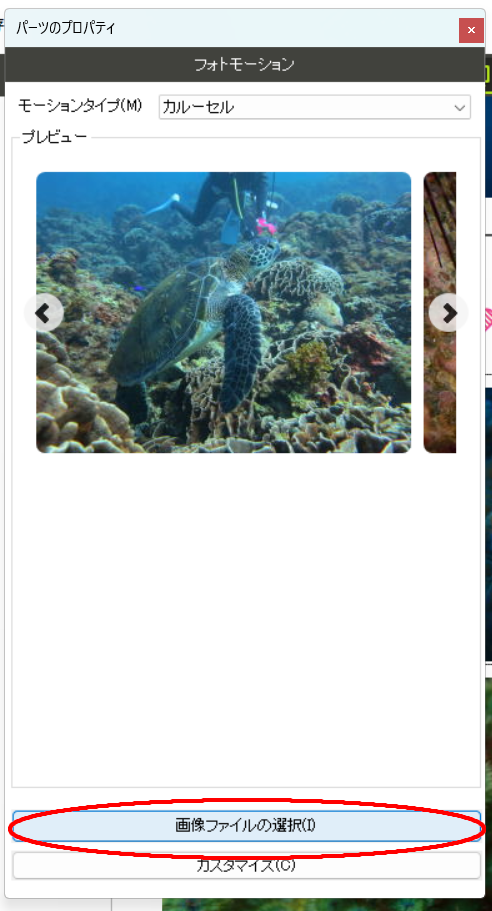 パーツのプロパティ
フォトモーション
モーションタイプ(M) カルーセル
プレビュー
画像ファイルの選択(I)
カスタマイズ(C)